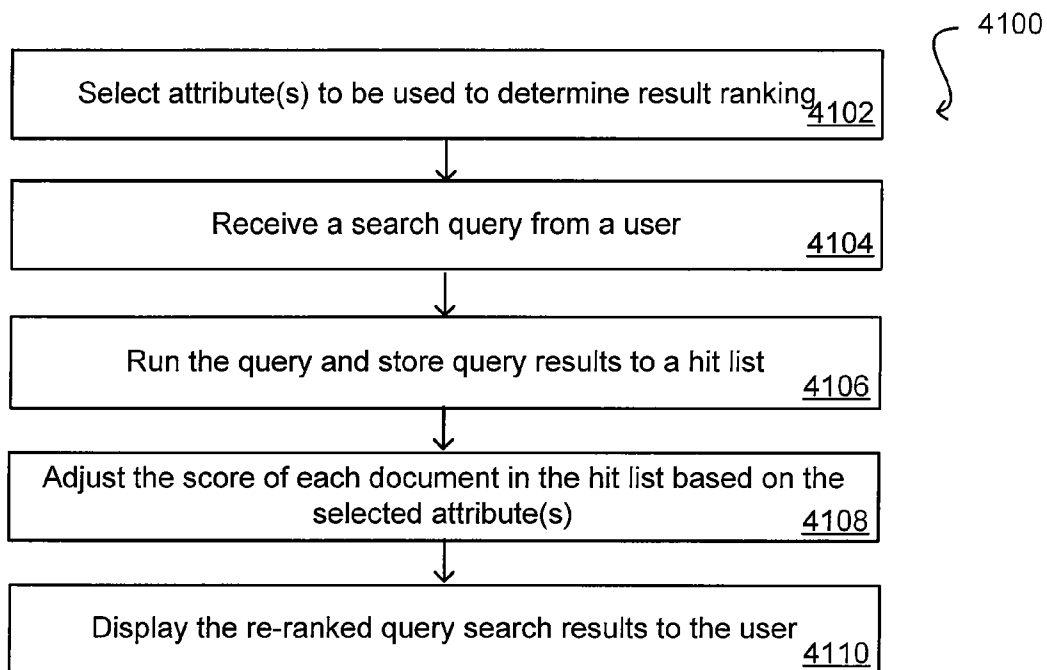 4100
Select attribute(s) to be used to determine result ranking
4102
Receive a search query from a user
4104
Run the query and store query results to a hit list
4106
Adjust the score of each document in the hit list based on the
selected attribute(s)
4108
Display the re-ranked query search results to the user
4110